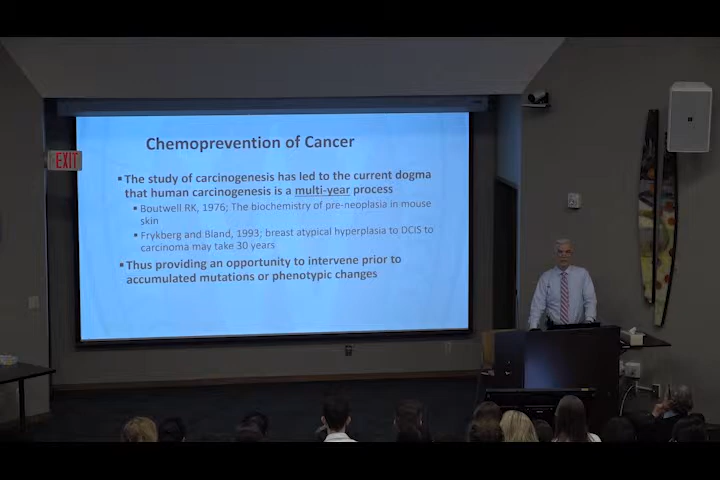 Chemoprevention of Cancer
EXIT
▪ The study of carcinogenesis has led to the current dogma
that human carcinogenesis is a multi-year process
▪ Boutwell RK, 1976; The biochemistry of pre-neoplasia in mouse
skin
▪ Frykberg and Bland, 1993; breast atypical hyperplasia to DCIS to
carcinoma may take 30 years
▪ Thus providing an opportunity to intervene prior to
accumulated mutations or phenotypic changes